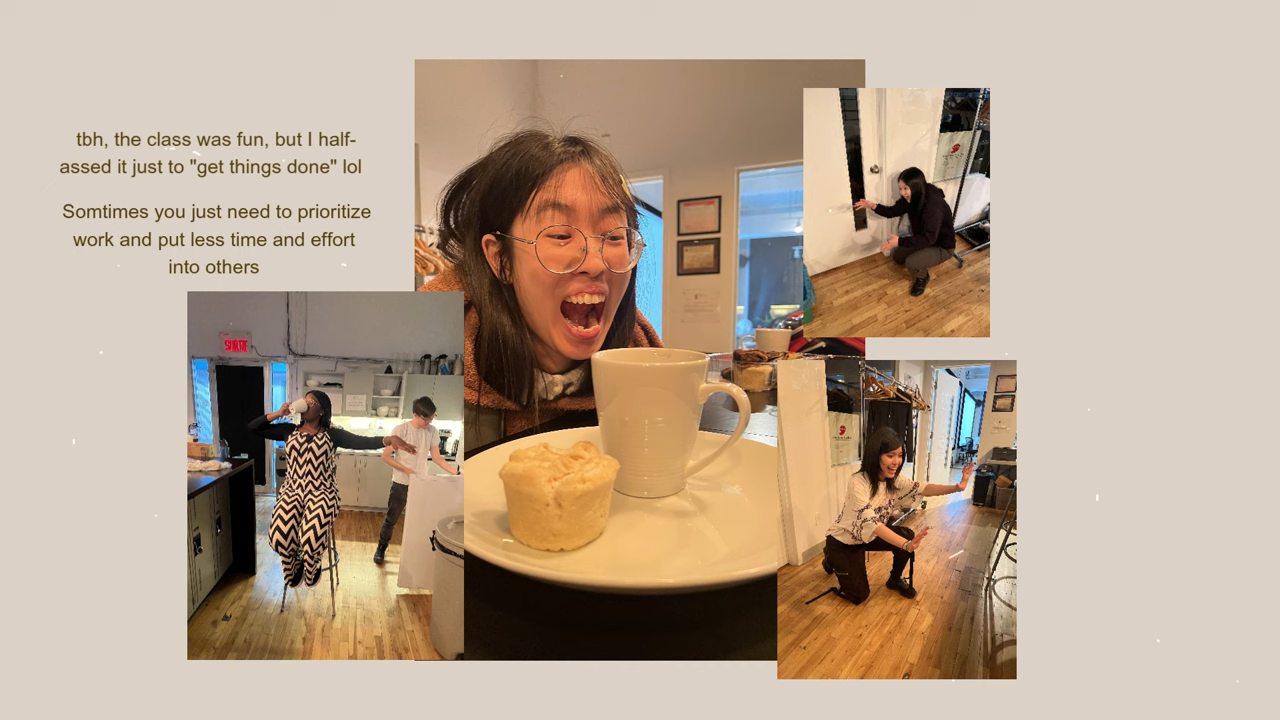 tbh, the class was fun, but I half-
assed it just to "get things done" lol
Somtimes you just need to prioritize
work and put less time and effort
into others
SORTIE